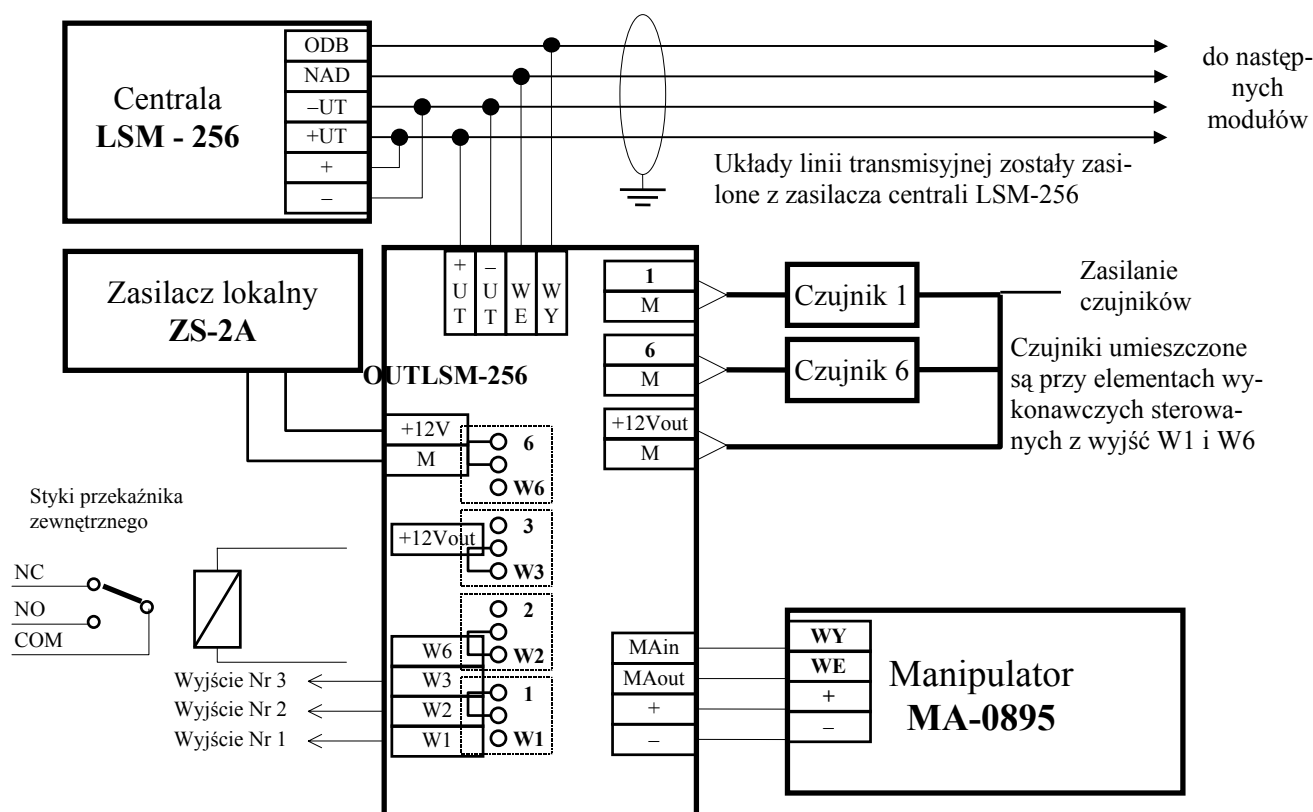 Centrala
LSM - 256
ODB
NAD
–UT
+UT
+
–
do następ-
nych
modułów
Układy linii transmisyjnej zostały zasi-
lone z zasilacza centrali LSM-256
Zasilacz lokalny
ZS-2A
+UT
–UT
WE
WY
OUTLSM-256
1
M
6
M
+12Vout
M
Czujnik 1
Czujnik 6
Zasilanie
czujników
Czujniki umieszczone
są przy elementach wy-
konawczych sterowa-
nych z wyjść W1 i W6
+12V
M
6
W6
+12Vout
3
W3
2
W2
1
W1
Styki przekaźnika
zewnętrznego
NC
NO
COM
W6
W3
W2
W1
Wyjście Nr 3
Wyjście Nr 2
Wyjście Nr 1
MAin
MAout
+
–
WY
WE
+
–
Manipulator
MA-0895